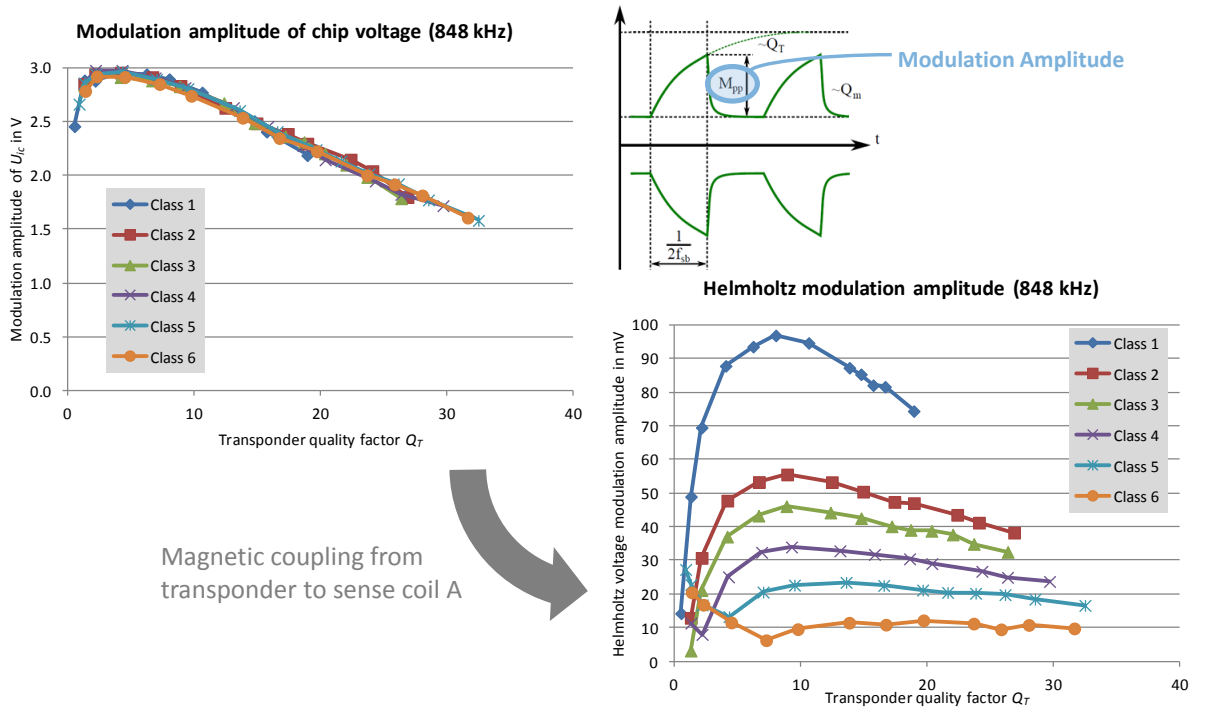 Modulation amplitude of chip voltage (848 kHz)
Modulation amplitude of U_ic in V
3.0
2.5
2.0
1.5
1.0
0.5
0.0
Class 1
Class 2
Class 3
Class 4
Class 5
Class 6
0 10 20 30 40
Transponder quality factor Q_T
~Q_T
M_pp
Modulation Amplitude
~Q_m
t
1
2f_sb
Magnetic coupling from
transponder to sense coil A
Helmholtz modulation amplitude (848 kHz)
Helmholtz voltage modulation amplitude in mV
100
90
80
70
60
50
40
30
20
10
0
Class 1
Class 2
Class 3
Class 4
Class 5
Class 6
0 10 20 30 40
Transponder quality factor Q_T